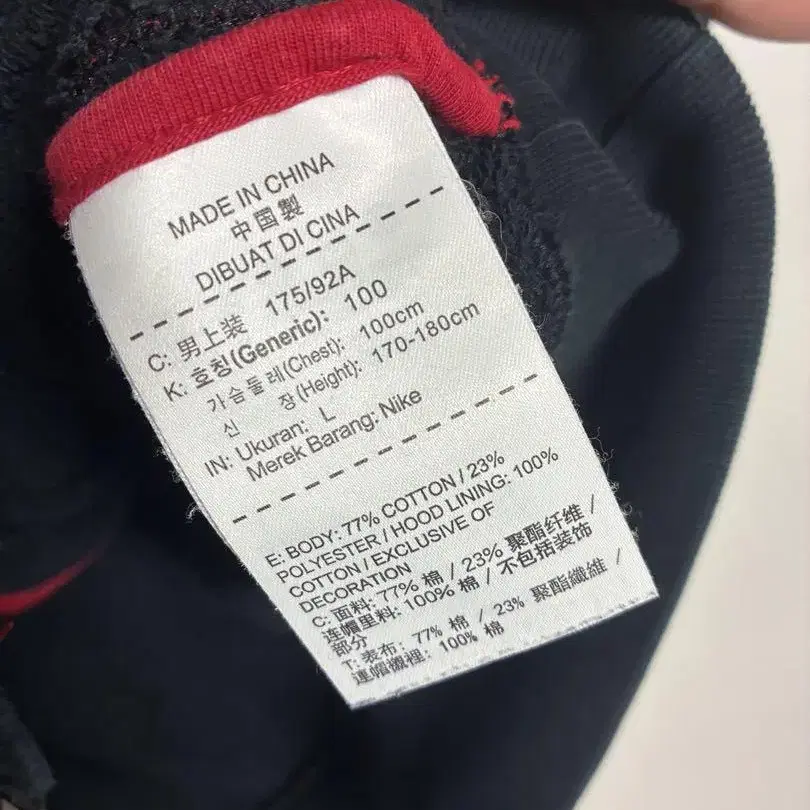 MADE IN CHINA
中国製
DIBUAT DI CINA
C: 男上装 175/92A
K: 호칭(Generic): 100
가슴둘레(Chest): 100cm
신 장(Height): 170-180cm
IN: Ukuran: L
Merek Barang: Nike
E: BODY: 77% COTTON / 23%
POLYESTER / HOOD LINING: 100%
COTTON / EXCLUSIVE OF
DECORATION
C: 面料: 77% 棉 / 23% 聚酯纤维 /
连帽里料: 100% 棉 / 不包括装饰
部分
T: 表布: 77% 棉 / 23% 聚酯纖維 /
連帽襯裡: 100% 棉